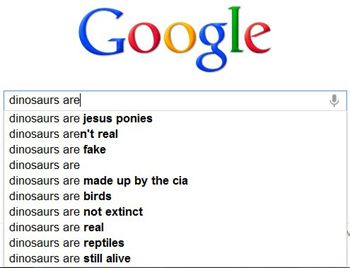 Google
dinosaurs are
dinosaurs are jesus ponies
dinosaurs aren't real
dinosaurs are fake
dinosaurs are
dinosaurs are made up by the cia
dinosaurs are birds
dinosaurs are not extinct
dinosaurs are real
dinosaurs are reptiles
dinosaurs are still alive